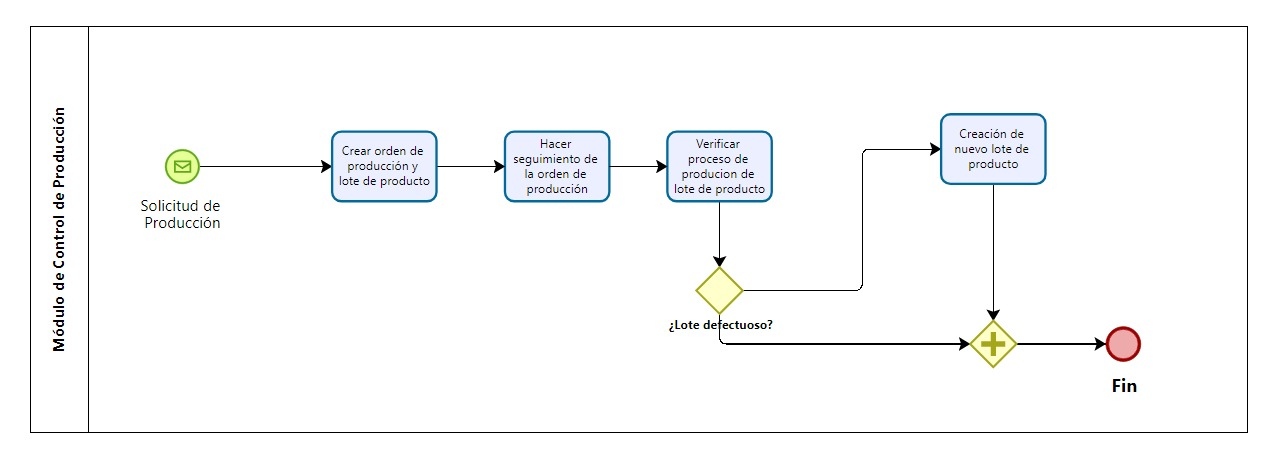 Módulo de Control de Producción
Solicitud de
Producción
Crear orden de
producción y
lote de producto
Hacer
seguimiento de
la orden de
producción
Verificar
proceso de
producion de
lote de producto
¿Lote defectuoso?
Creación de
nuevo lote de
producto
Fin